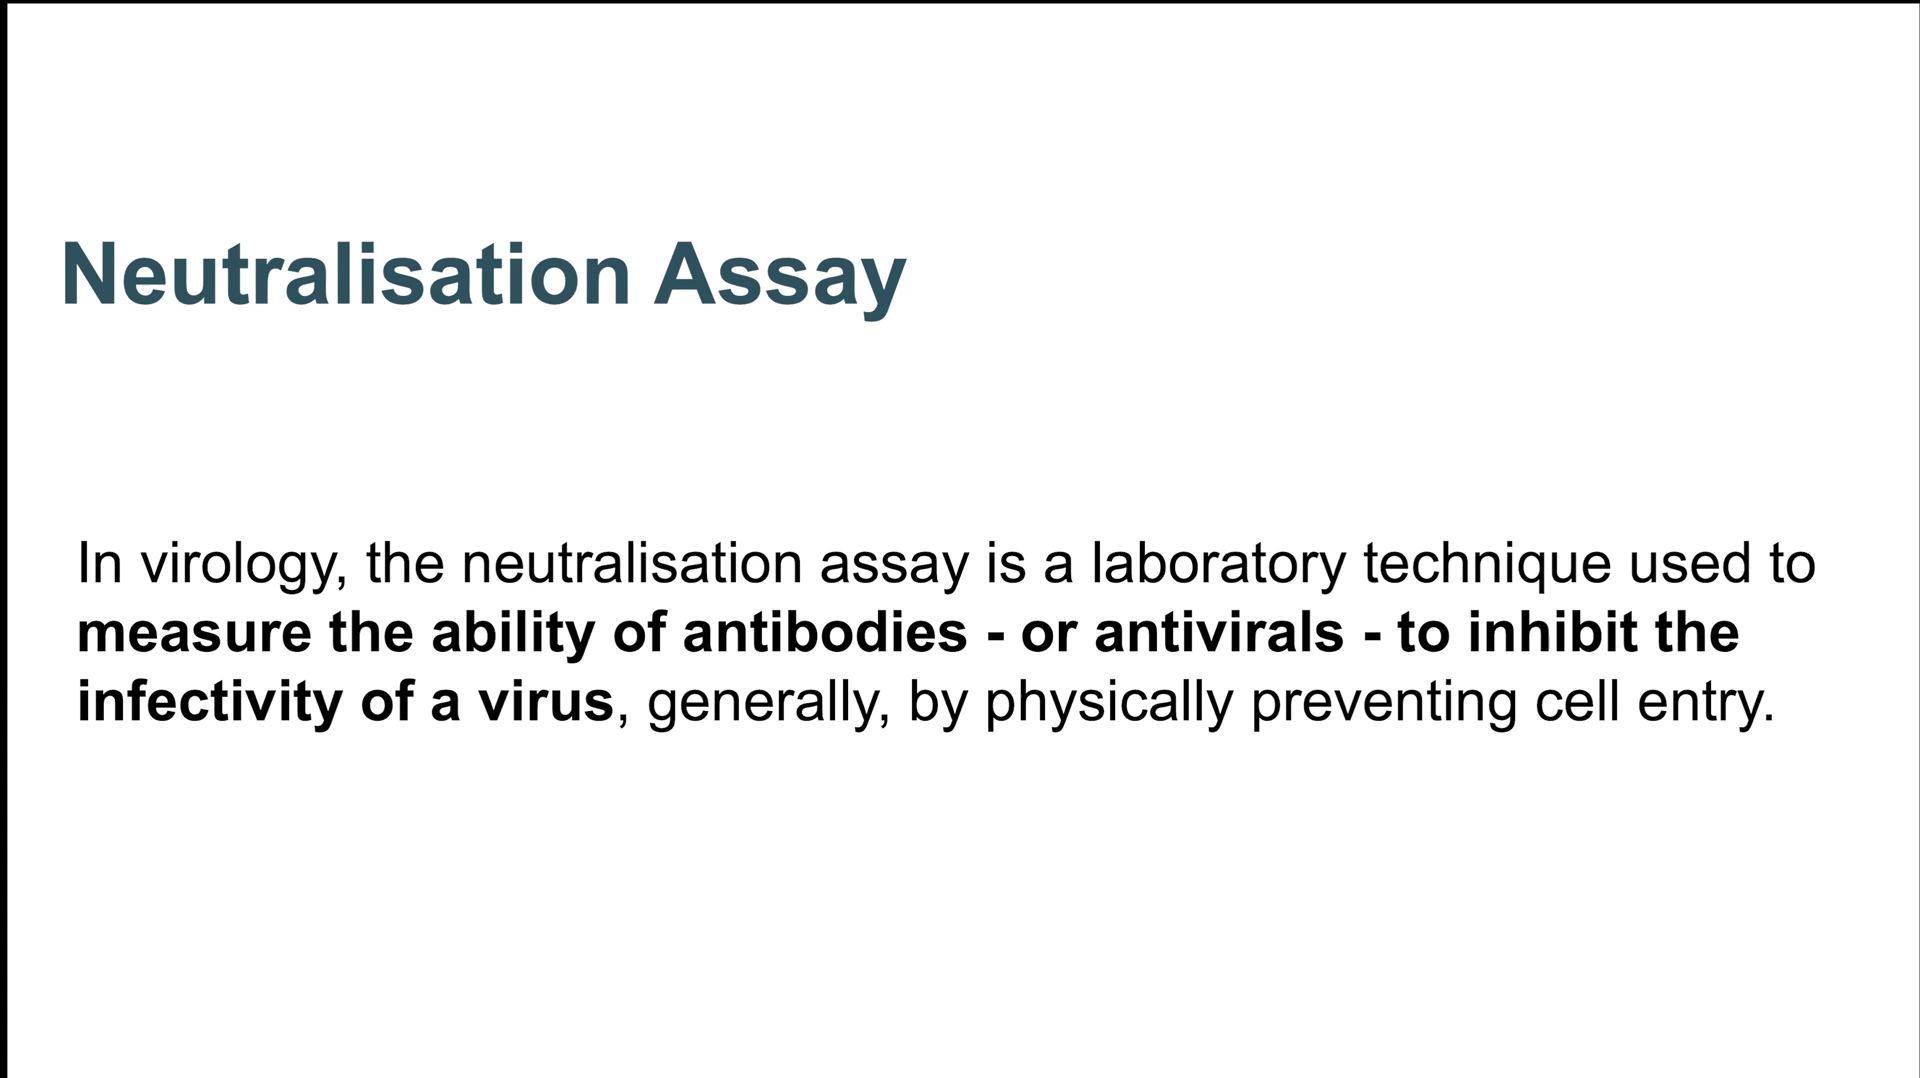 Neutralisation Assay
In virology, the neutralisation assay is a laboratory technique used to
measure the ability of antibodies - or antivirals - to inhibit the
infectivity of a virus, generally, by physically preventing cell entry.